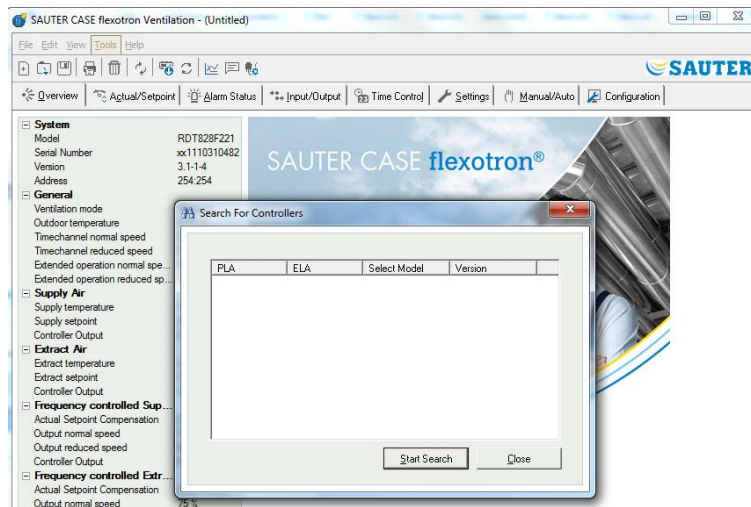 SAUTER CASE flexotron Ventilation - (Untitled)
File Edit View Tools Help
SAUTER
Overview Actual/Setpoint Alarm Status Input/Output Time Control Settings Manual/Auto Configuration
System
Model RDT828F221
Serial Number xx1110310482
Version 3.1-1-4
Address 254:254
General
Ventilation mode
Outdoor temperature
Timechannel normal speed
Timechannel reduced speed
Extended operation normal spe...
Extended operation reduced sp...
Supply Air
Supply temperature
Supply setpoint
Controller Output
Extract Air
Extract temperature
Extract setpoint
Controller Output
Frequency controlled Sup...
Actual Setpoint Compensation
Output normal speed
Output reduced speed
Controller Output
Frequency controlled Extr...
Actual Setpoint Compensation
Output normal speed 75 %
SAUTER CASE flexotron®
Search For Controllers
PLA ELA Select Model Version
Start Search Close